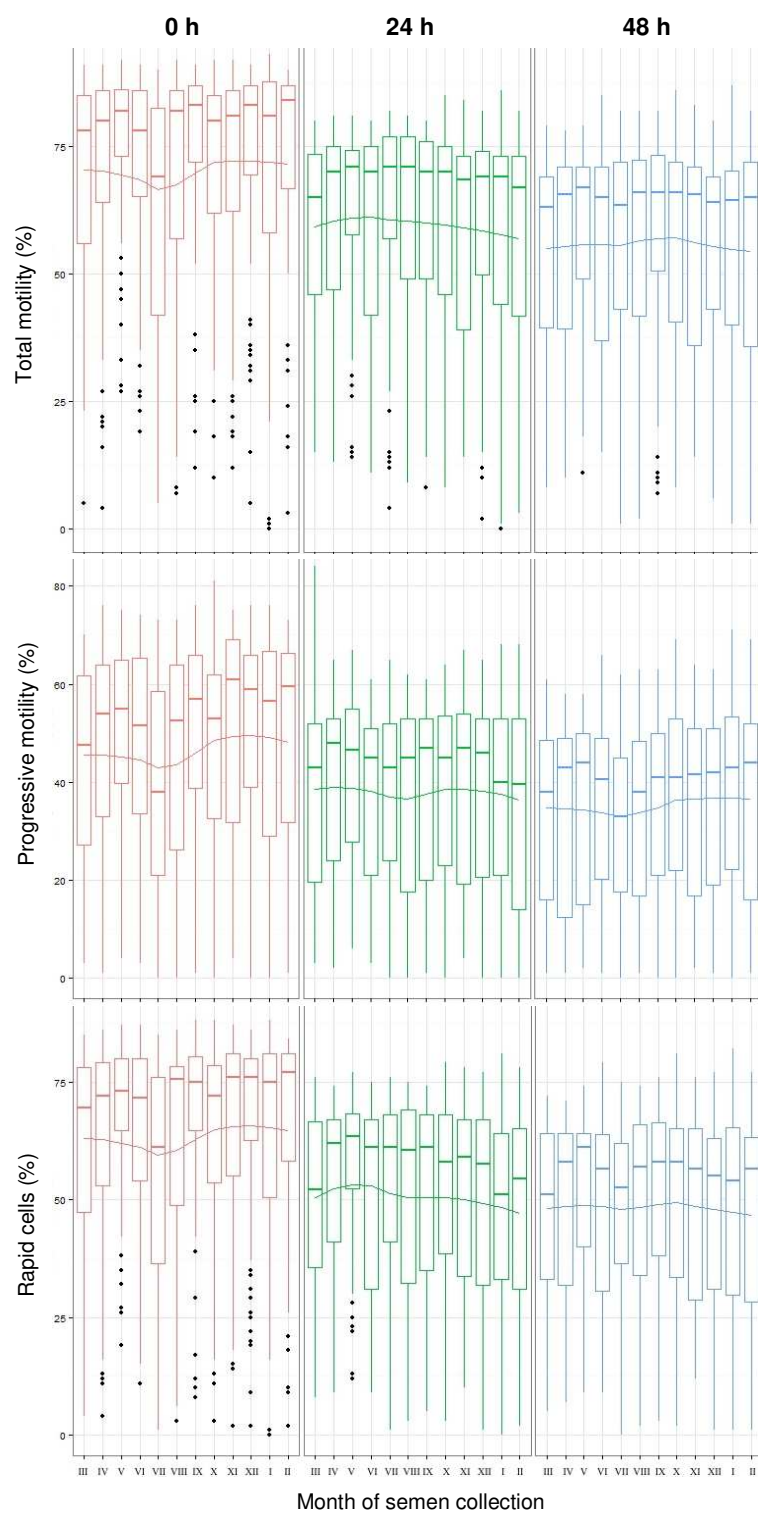 0 h 24 h 48 h
Total motility (%)
75
50
25
0
Progressive motility (%)
80
60
40
20
0
Rapid cells (%)
75
50
25
0
III IV V VI VII VIII IX X XI XII I II III IV V VI VII VIII IX X XI XII I II III IV V VI VII VIII IX X XI XII I II
Month of semen collection